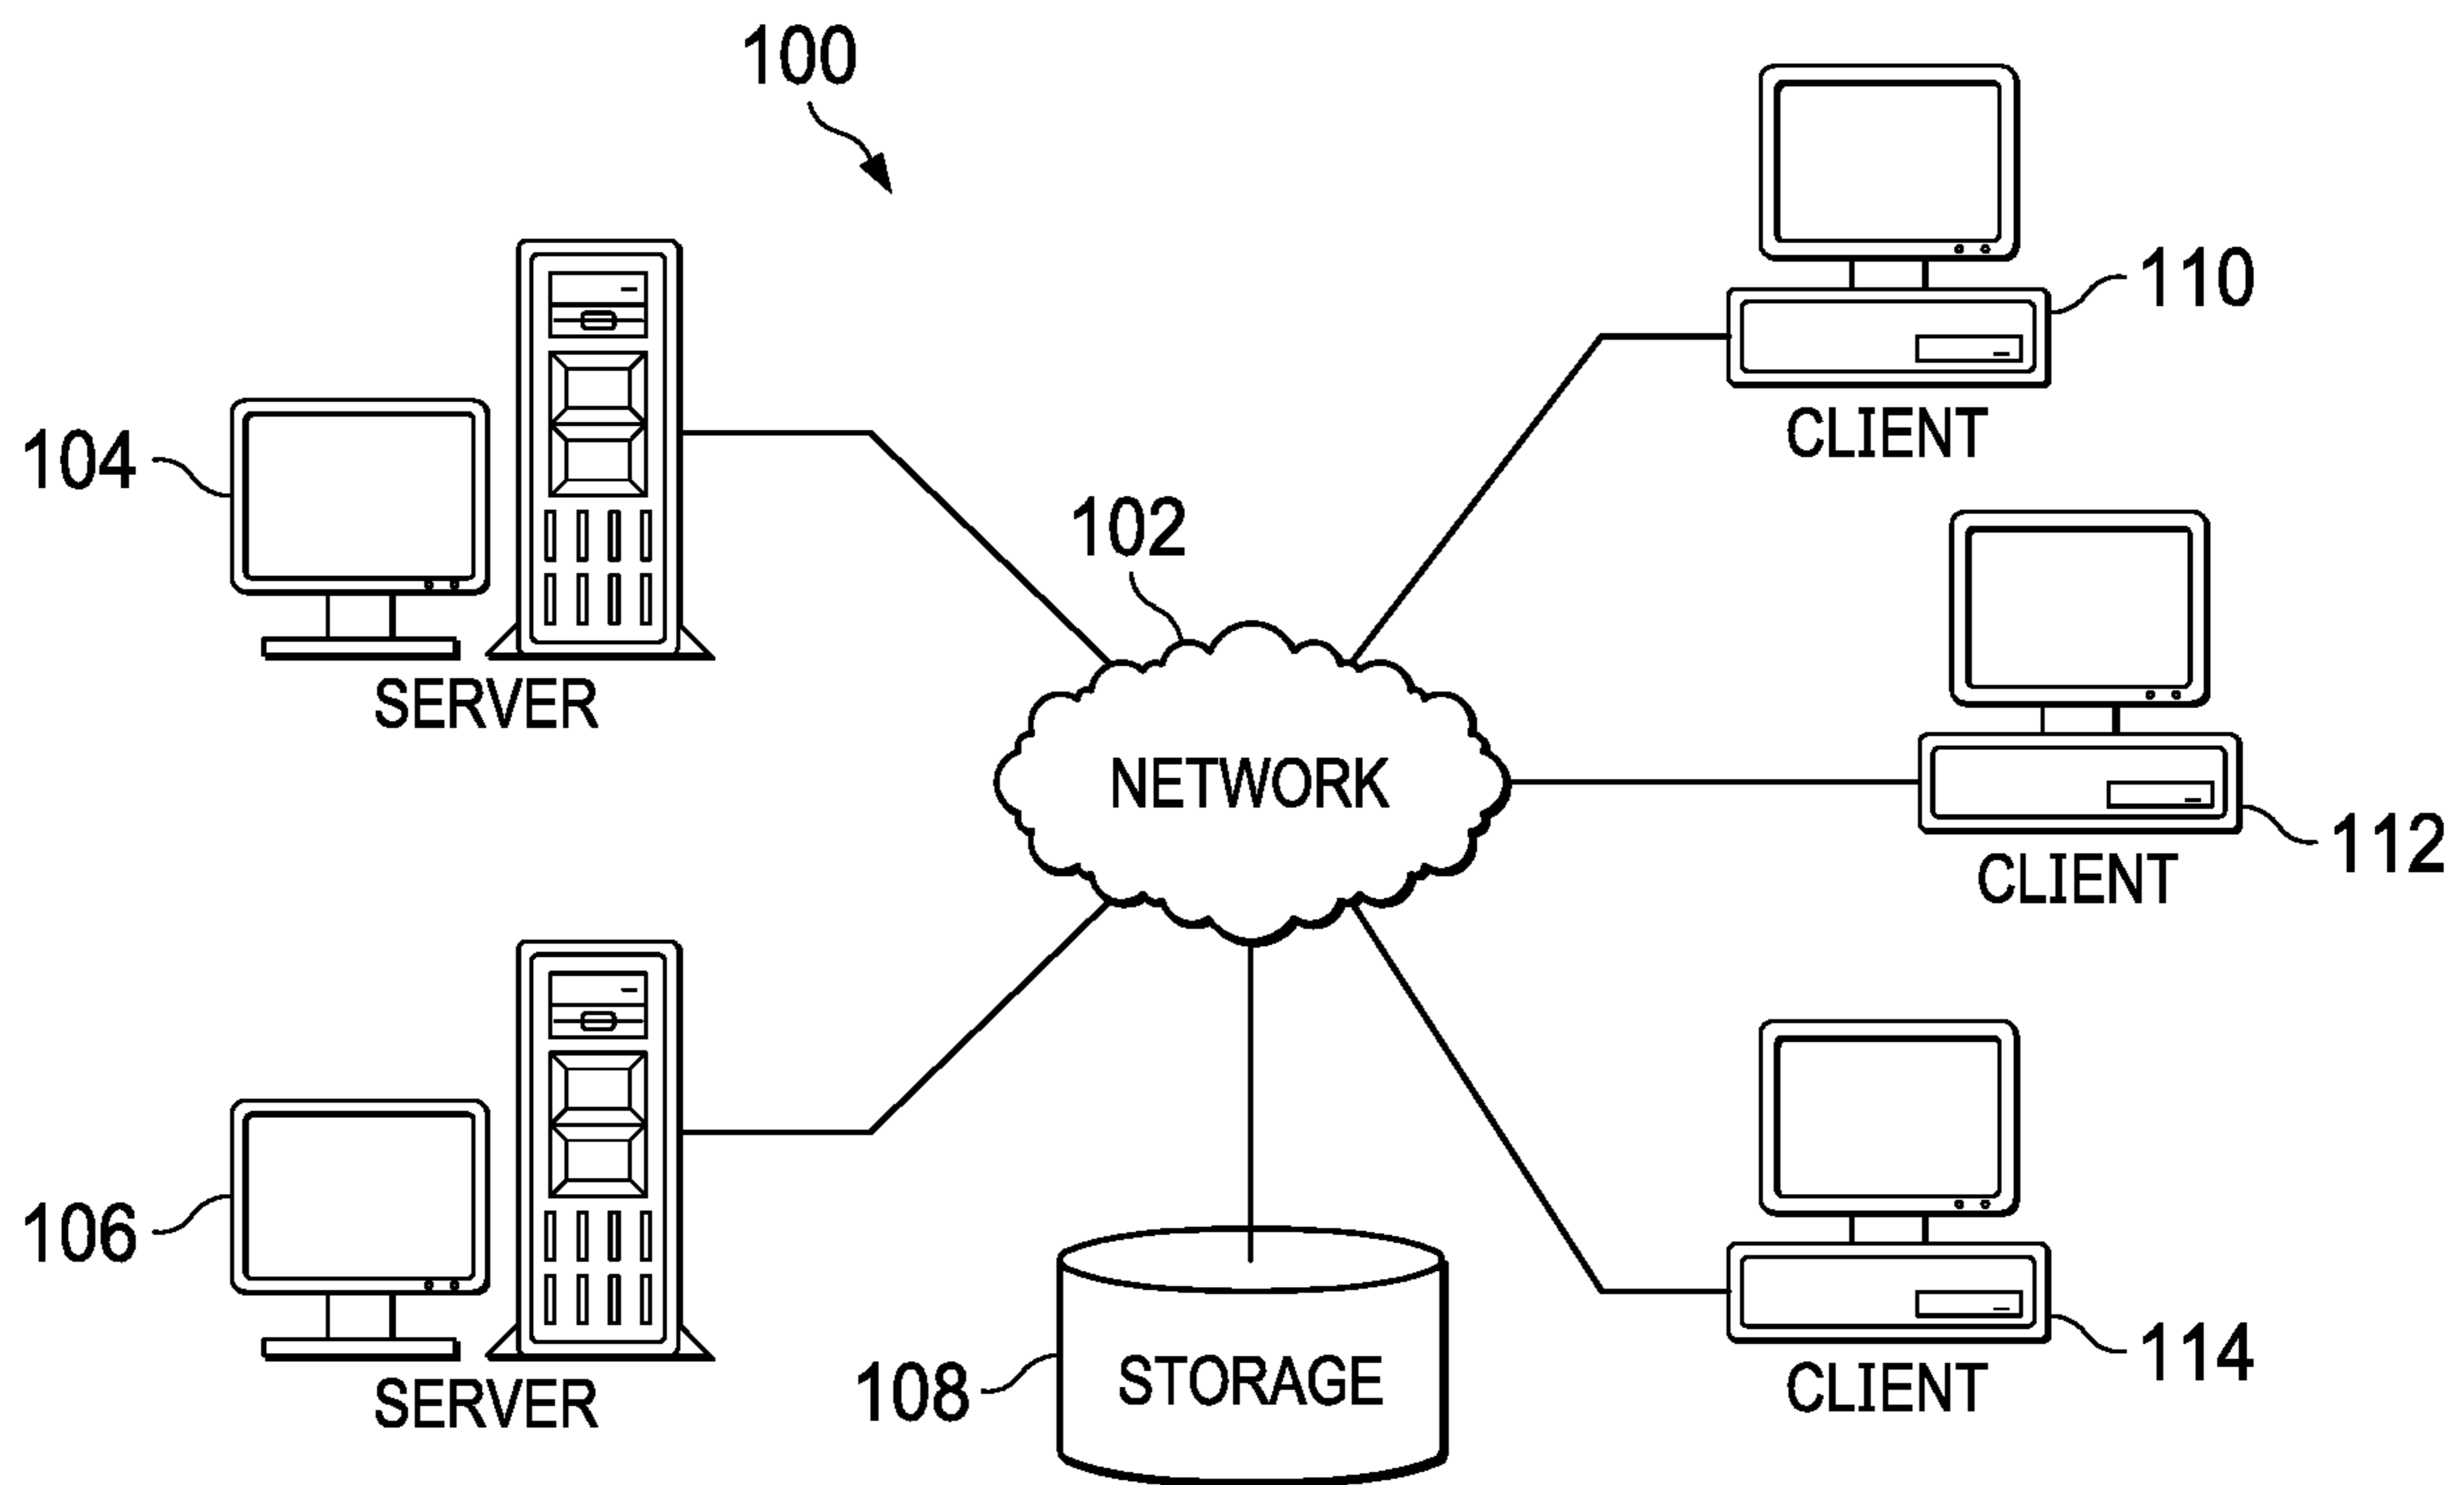 100
110
CLIENT
104
SERVER
102
NETWORK
112
CLIENT
106
SERVER
108
STORAGE
114
CLIENT